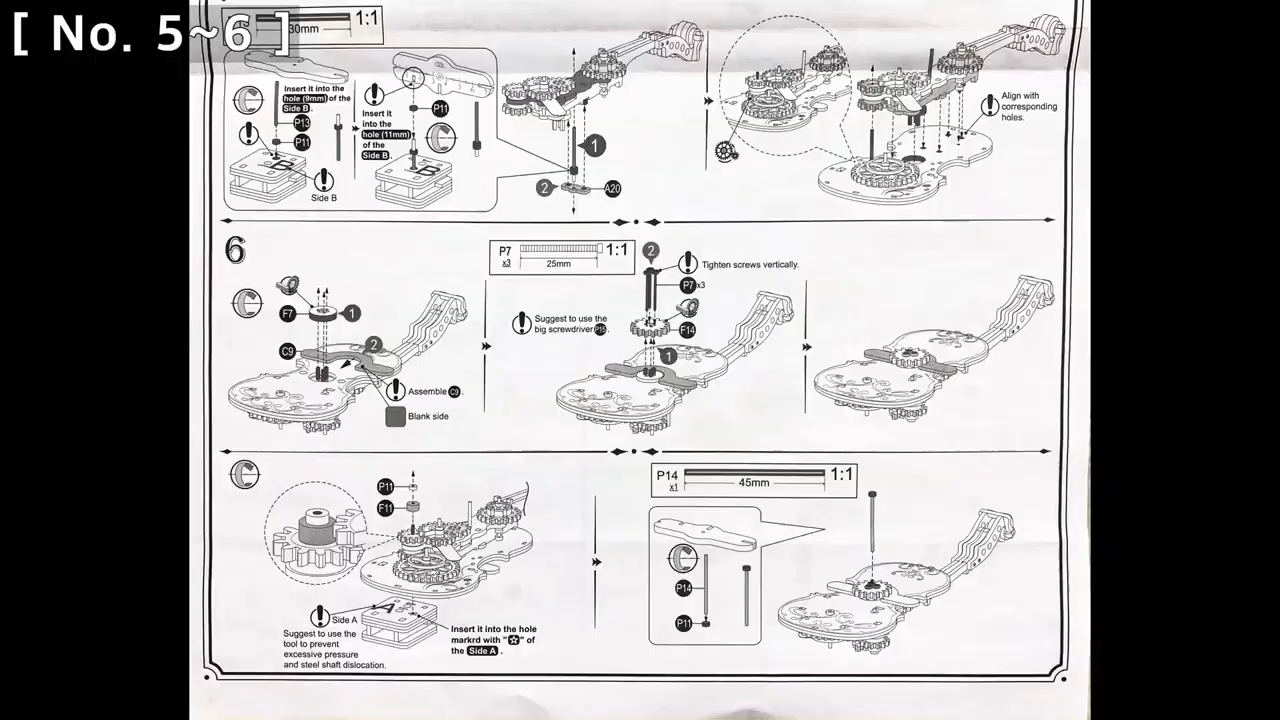 [ No. 5~6 ]
30mm
1:1
Insert it into the
hole (9mm) of the
Side B .
P13
P11
B
Side B
Insert it
into the
hole (11mm)
of the
Side B .
P11
B
1
2
A20
Align with
corresponding
holes.
6
F7
1
C9
2
Assemble C9 .
Blank side
P7
x3
25mm
1:1
2
Tighten screws vertically.
P7 x3
Suggest to use the
big screwdriver P15 .
F14
1
P11
F11
A
Side A
Suggest to use the
tool to prevent
excessive pressure
and steel shaft dislocation.
Insert it into the hole
markrd with "✲" of
the Side A .
P14
x1
45mm
1:1
P14
P11